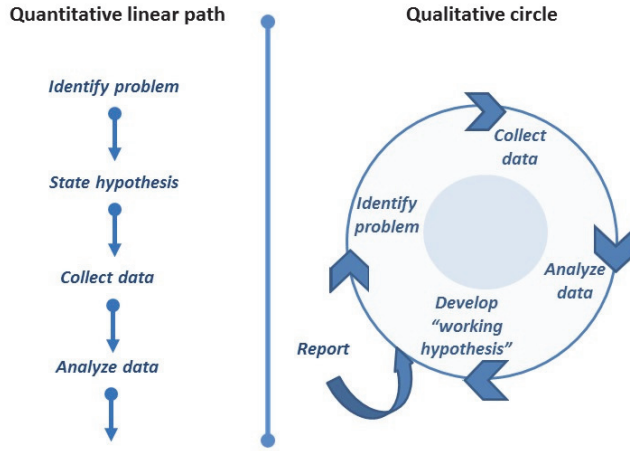 Quantitative linear path
Identify problem
State hypothesis
Collect data
Analyze data
Qualitative circle
Collect
data
Identify
problem
Analyze
data
Develop
“working
hypothesis”
Report